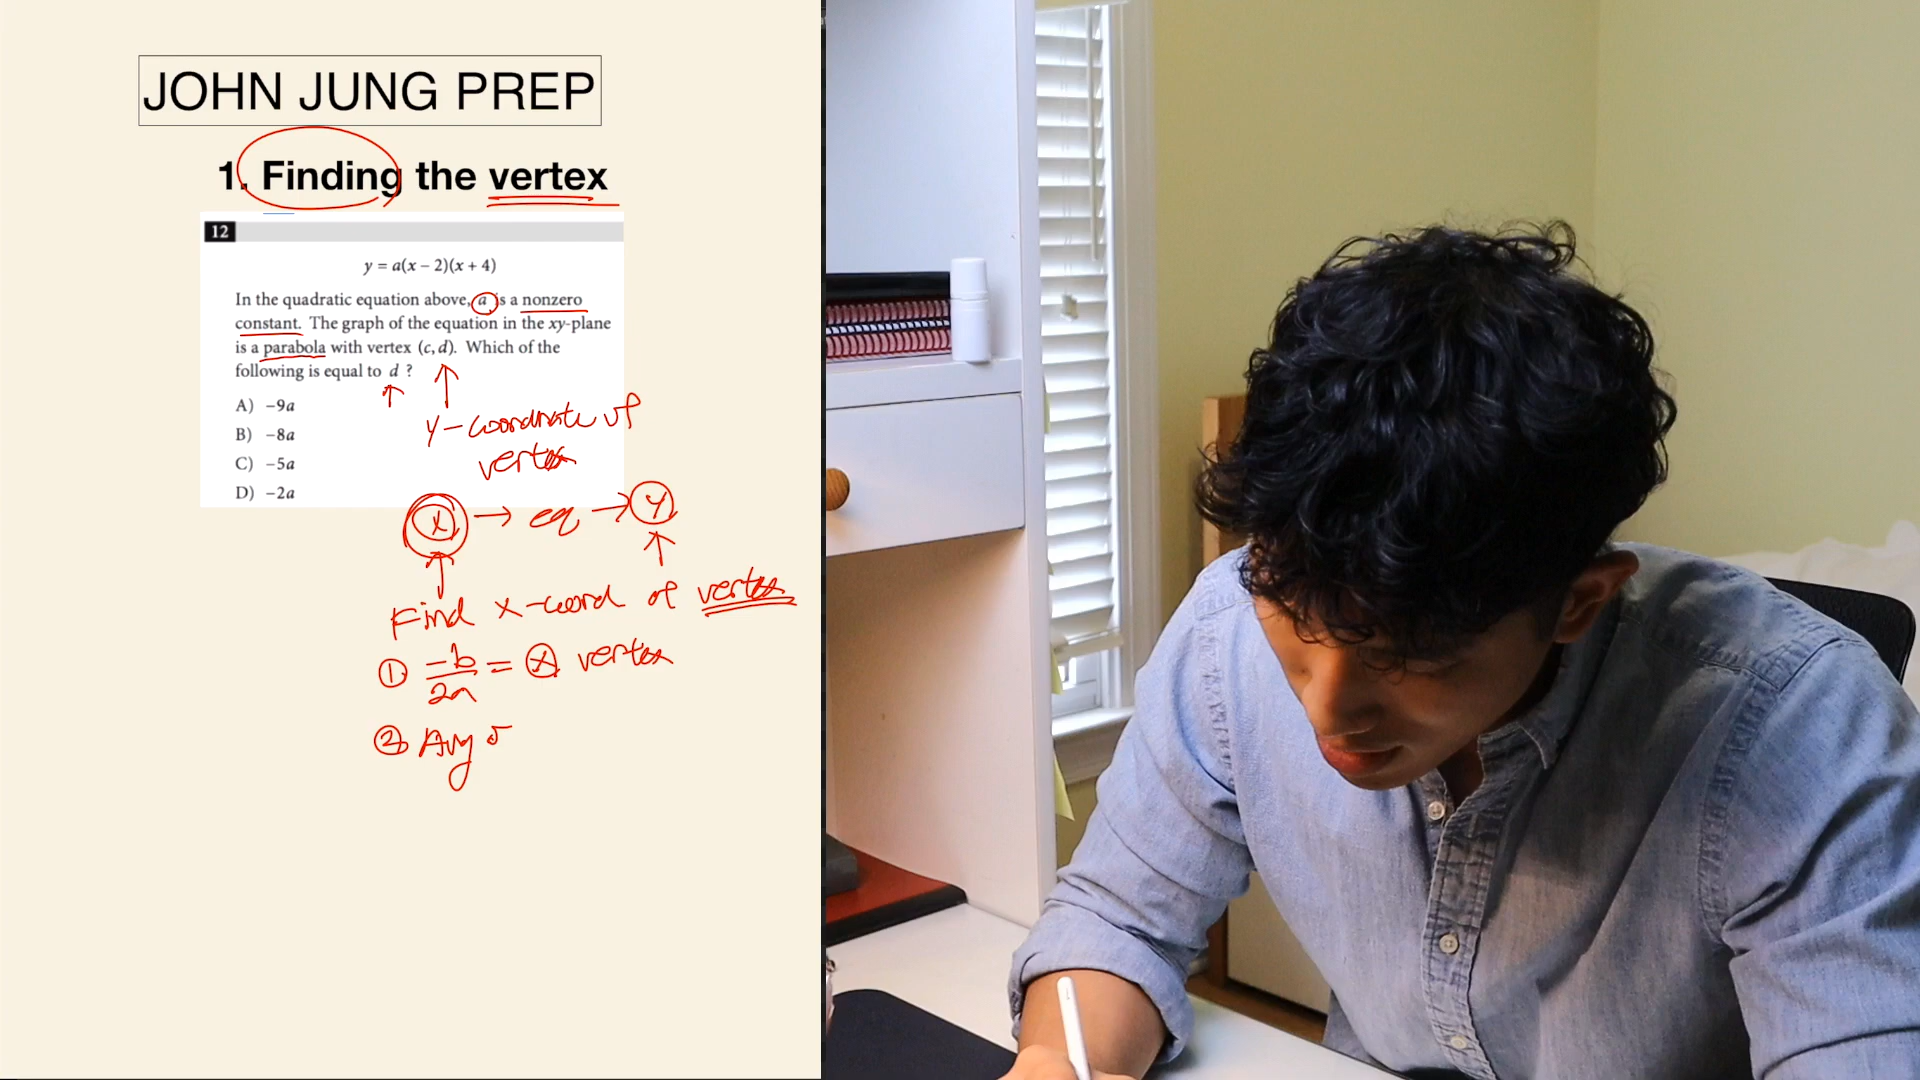 JOHN JUNG PREP
1. Finding the vertex
12
y = a(x – 2)(x + 4)
In the quadratic equation above, a is a nonzero
constant. The graph of the equation in the xy-plane
is a parabola with vertex (c, d). Which of the
following is equal to d ?
A) –9a
B) –8a
C) –5a
D) –2a
y-coordinate of
vertex
x → eq → y
Find x-coord of vertex
① -b/2a = x vertex
② Avg